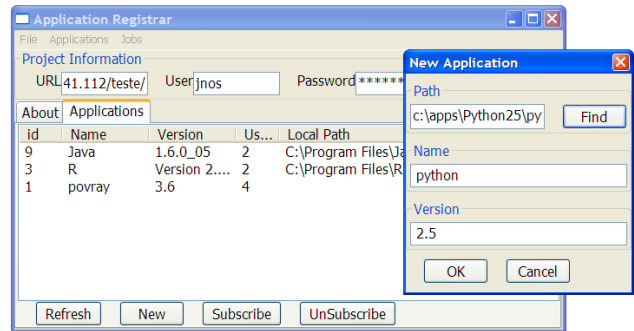 Application Registrar
File Applications Jobs
Project Information
URL 41.112/teste/ User jnos Password *******
About Applications
id Name Version Us... Local Path
9 Java 1.6.0_05 2 C:\Program Files\Ja
3 R Version 2.... 2 C:\Program Files\R
1 povray 3.6 4
Refresh New Subscribe UnSubscribe
New Application
Path
c:\apps\Python25\py Find
Name
python
Version
2.5
OK Cancel